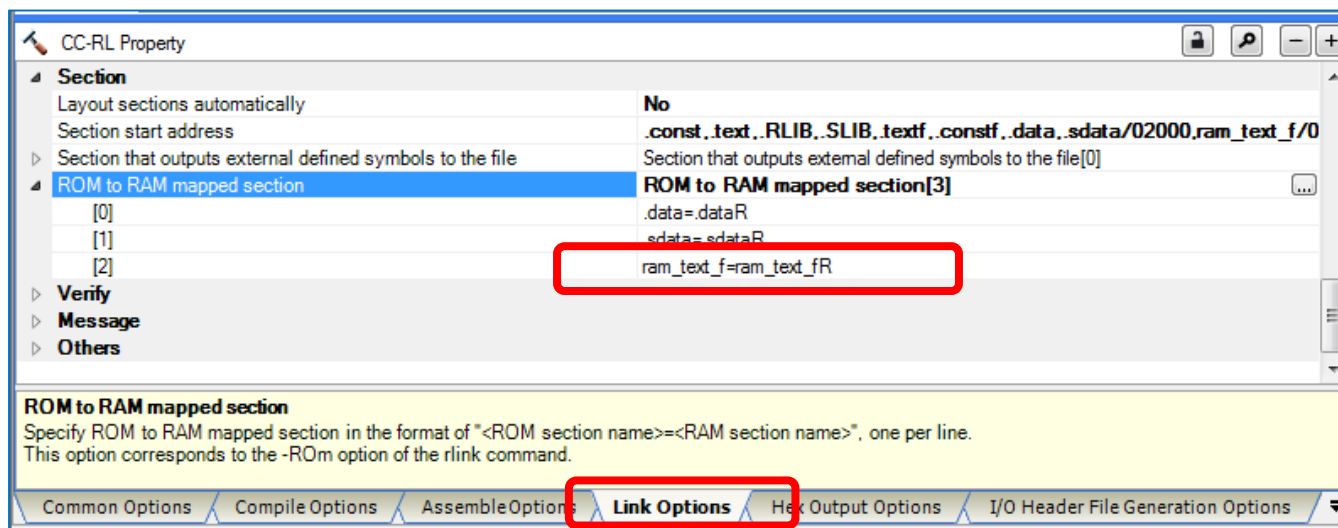 CC-RL Property
Section
Layout sections automatically No
Section start address .const,.text,.RLIB,.SLIB,.textf,.constf,.data,.sdata/02000,ram_text_f/0
Section that outputs external defined symbols to the file Section that outputs external defined symbols to the file[0]
ROM to RAM mapped section ROM to RAM mapped section[3] ...
[0] .data=.dataR
[1] .sdata=.sdataR
[2] ram_text_f=ram_text_fR
Verify
Message
Others
ROM to RAM mapped section
Specify ROM to RAM mapped section in the format of "<ROM section name>=<RAM section name>", one per line.
This option corresponds to the -ROm option of the rlink command.
Common Options Compile Options Assemble Options Link Options Hex Output Options I/O Header File Generation Options